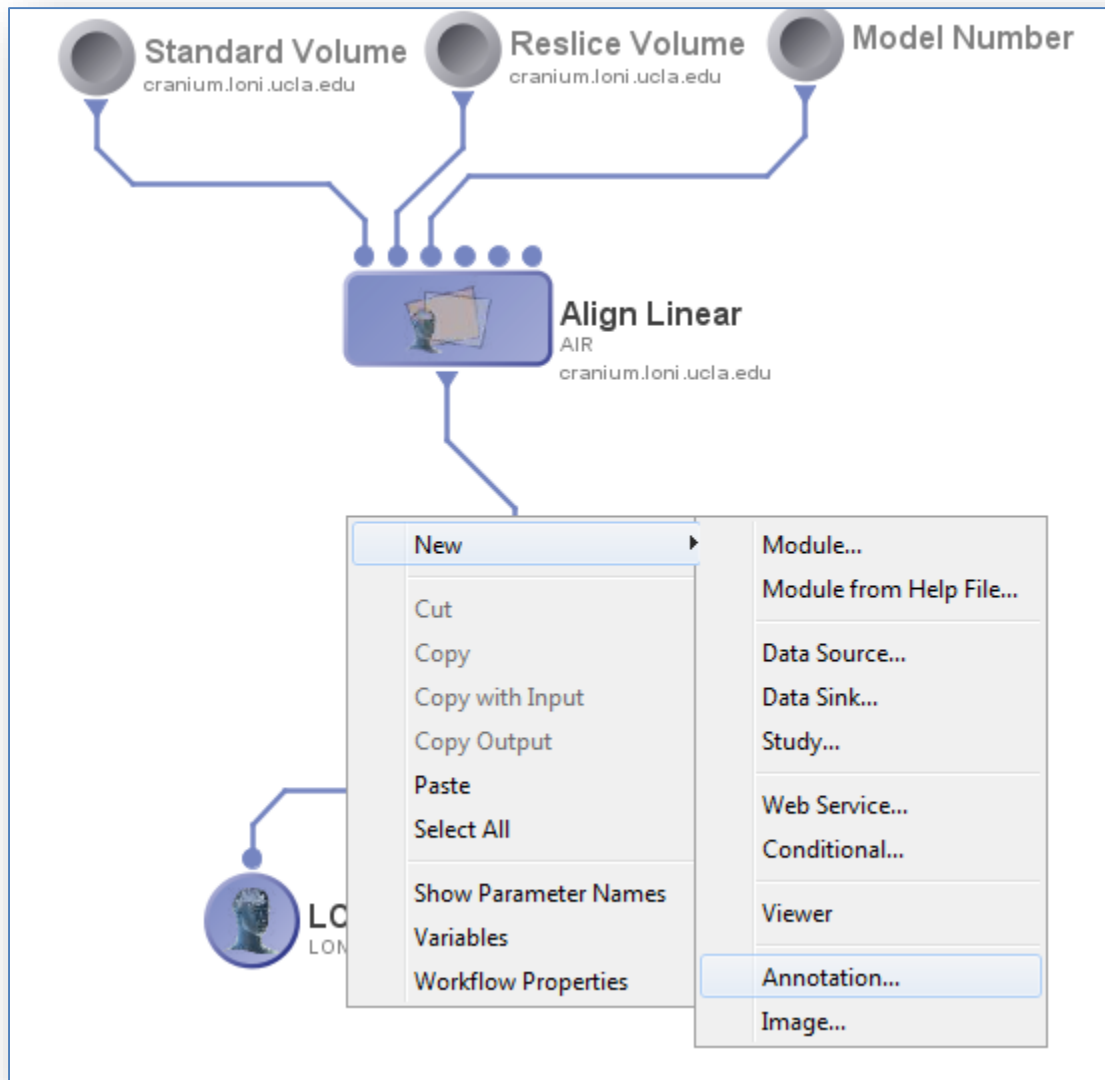 Standard Volume
cranium.loni.ucla.edu
Reslice Volume
cranium.loni.ucla.edu
Model Number
Align Linear
AIR
cranium.loni.ucla.edu
New
Cut
Copy
Copy with Input
Copy Output
Paste
Select All
Show Parameter Names
Variables
Workflow Properties
Module...
Module from Help File...
Data Source...
Data Sink...
Study...
Web Service...
Conditional...
Viewer
Annotation...
Image...